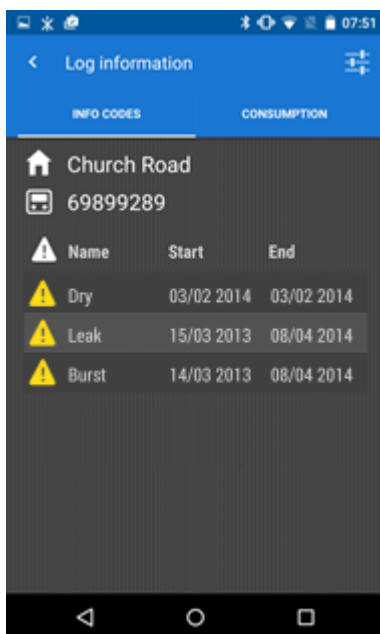 07:51
Log information
INFO CODES CONSUMPTION
Church Road
69899289
Name Start End
Dry 03/02 2014 03/02 2014
Leak 15/03 2013 08/04 2014
Burst 14/03 2013 08/04 2014